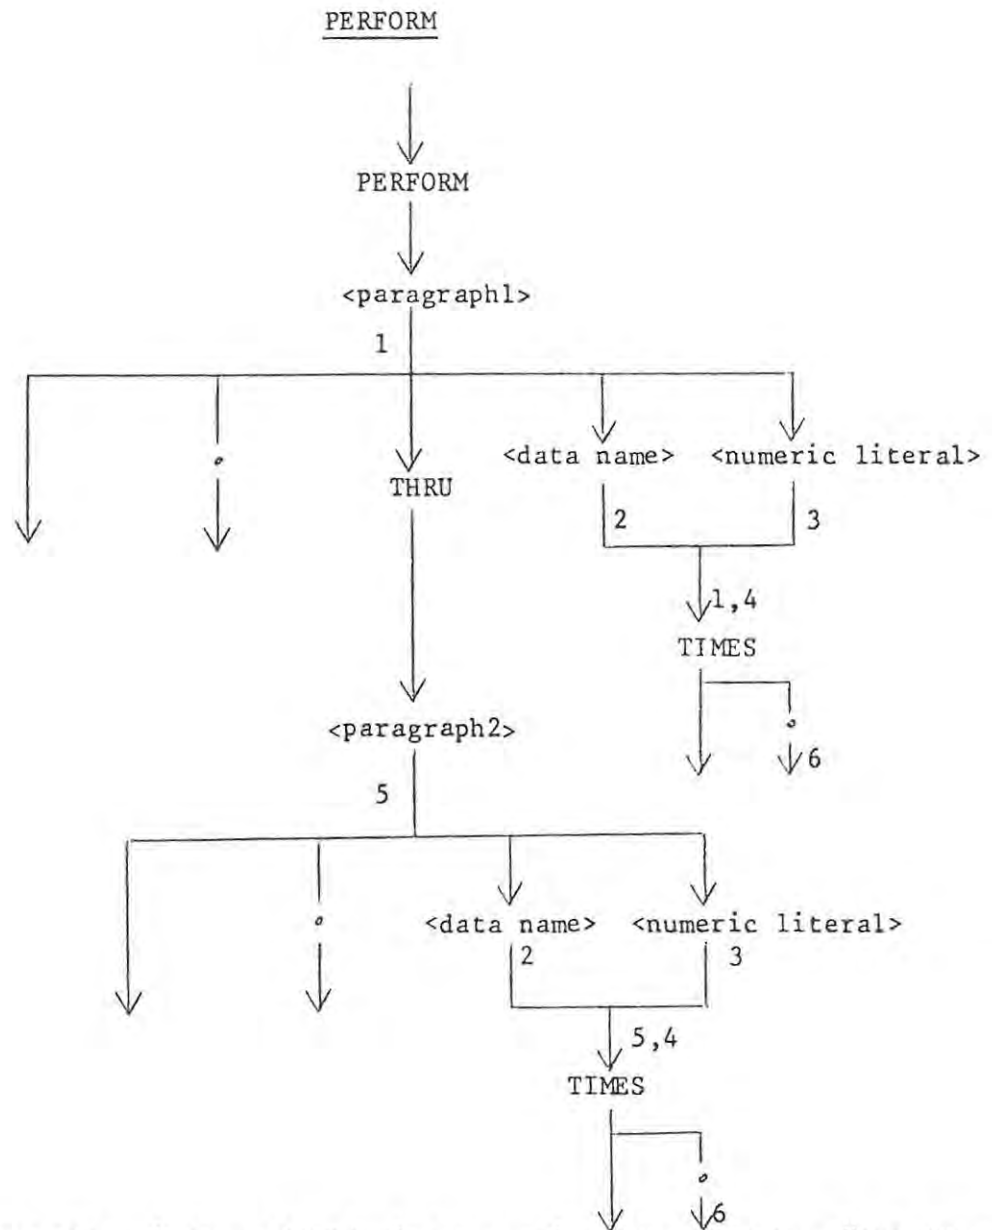 PERFORM
PERFORM
<paragraph1>
1
<data name> <numeric literal>
THRU
2 3
1,4
TIMES
<paragraph2>
.
.
6
5
<data name> <numeric literal>
.
2 3
5,4
TIMES
.
6